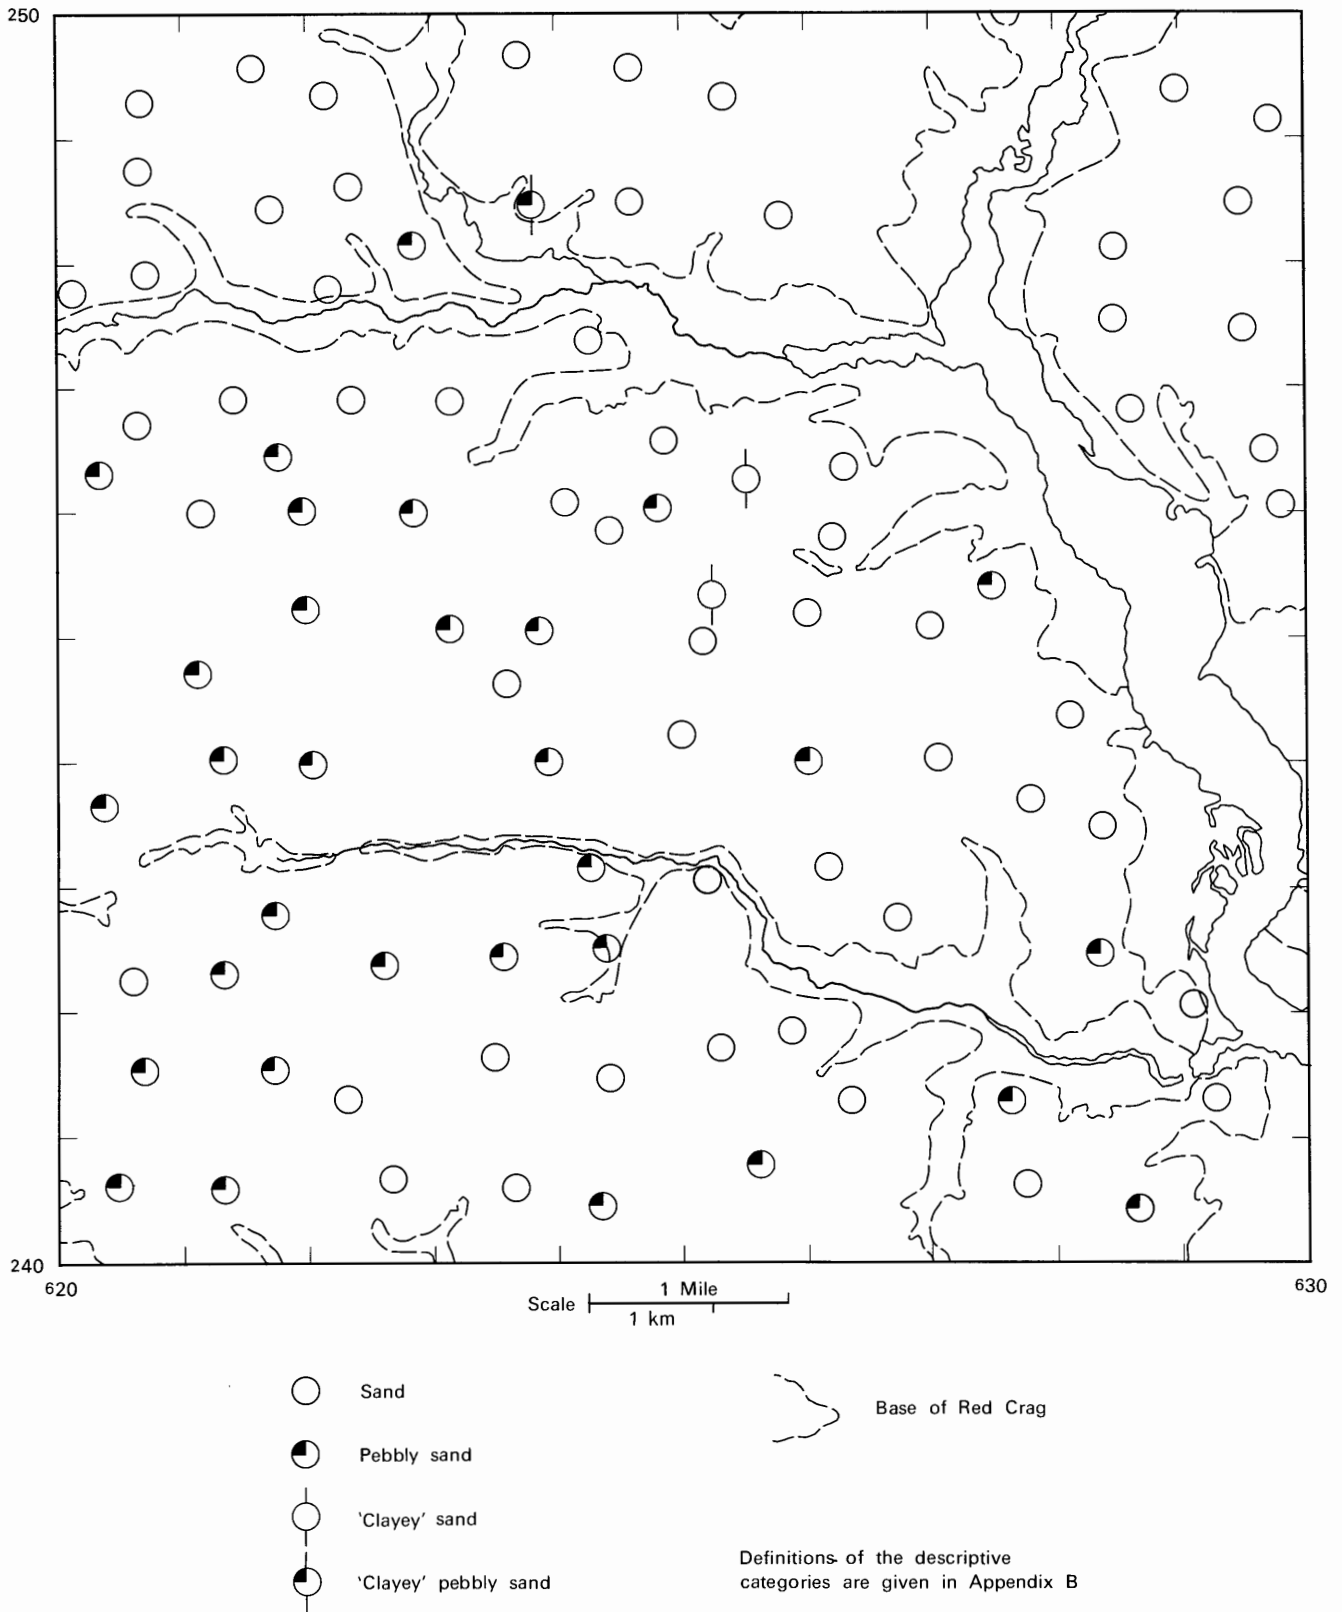 250
240
620
630
1 Mile
Scale
1 km
Sand
Pebbly sand
'Clayey' sand
'Clayey' pebbly sand
Base of Red Crag
Definitions of the descriptive
categories are given in Appendix B